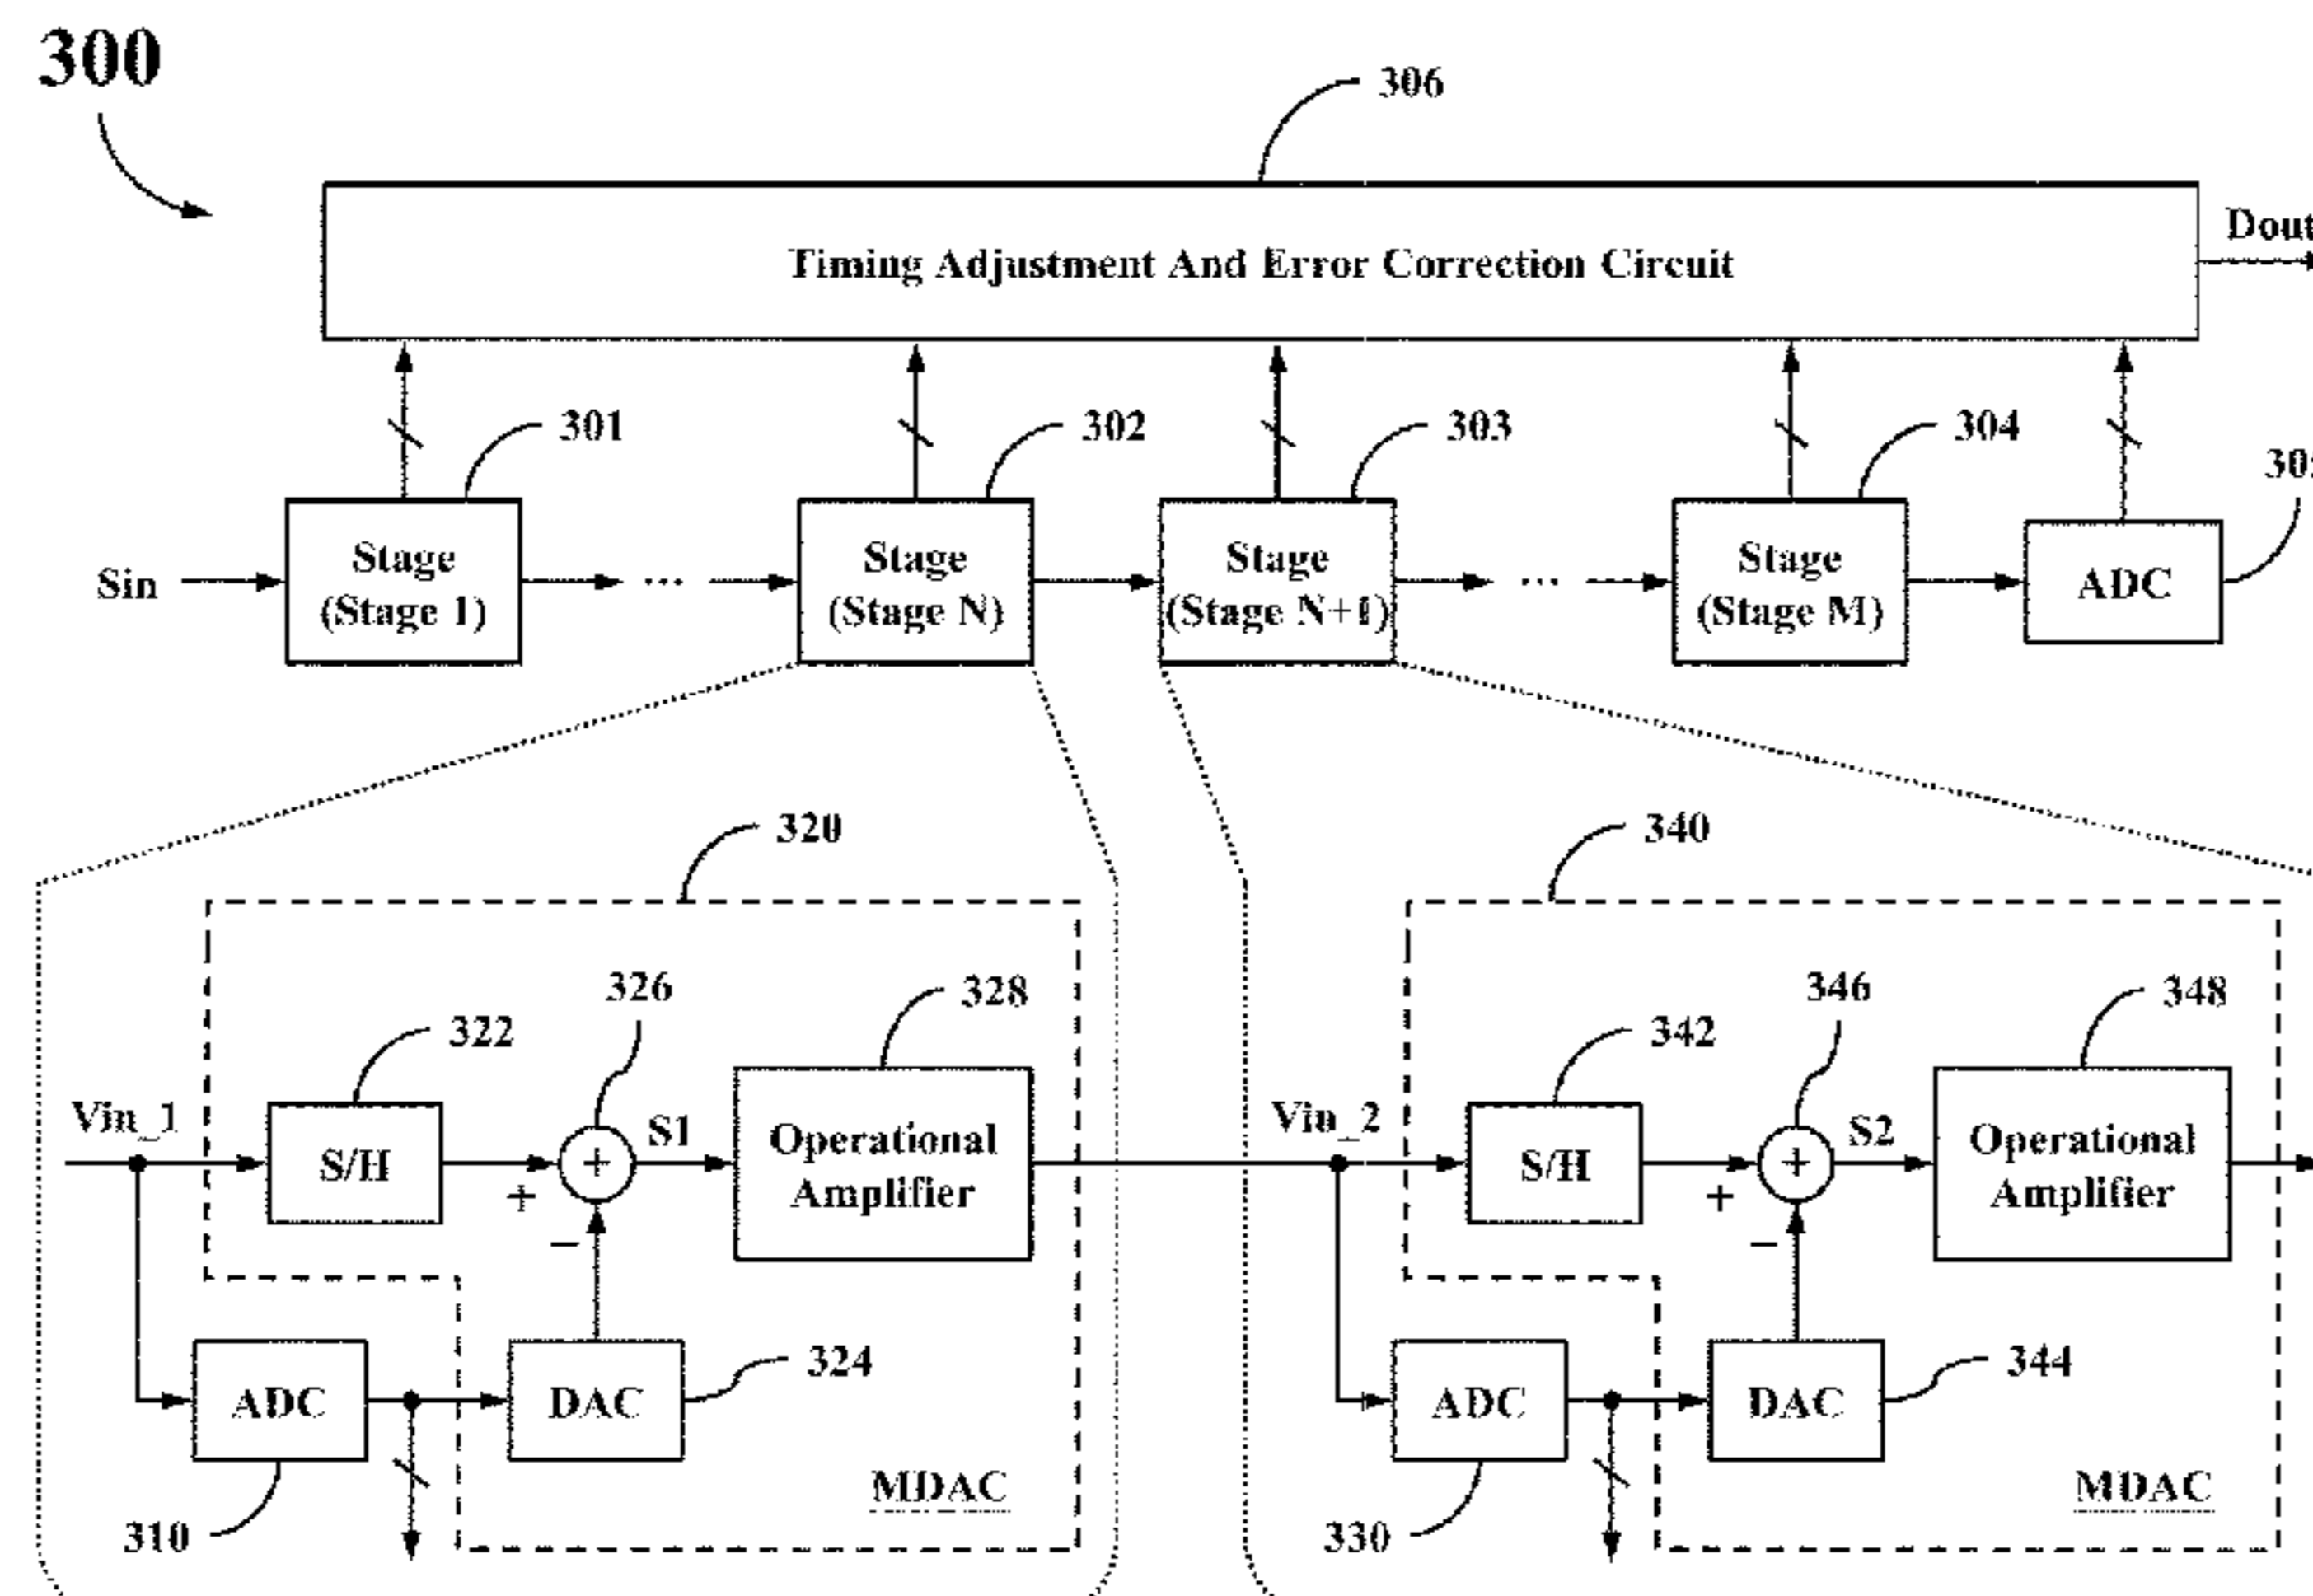 300
306
Timing Adjustment And Error Correction Circuit
Dout
301
302
303
304
Sin
Stage
(Stage 1)
...
Stage
(Stage N)
Stage
(Stage N+1)
...
Stage
(Stage M)
ADC
320
340
326
328
322
Vin_1
S/H
+
S1
Operational
Amplifier
+
−
ADC
DAC
324
310
MDAC
346
348
342
Vin_2
S/H
+
S2
Operational
Amplifier
+
−
ADC
DAC
344
330
MDAC